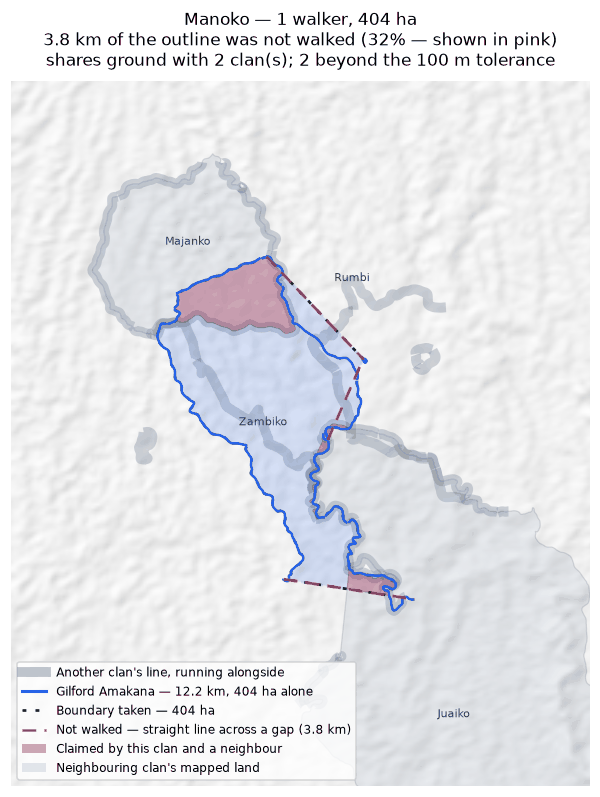 Manoko — 1 walker, 404 ha
3.8 km of the outline was not walked (32% — shown in pink)
shares ground with 2 clan(s); 2 beyond the 100 m tolerance
Majanko
Rumbi
Zambiko
Juaiko
Another clan's line, running alongside
Gilford Amakana — 12.2 km, 404 ha alone
Boundary taken — 404 ha
Not walked — straight line across a gap (3.8 km)
Claimed by this clan and a neighbour
Neighbouring clan's mapped land